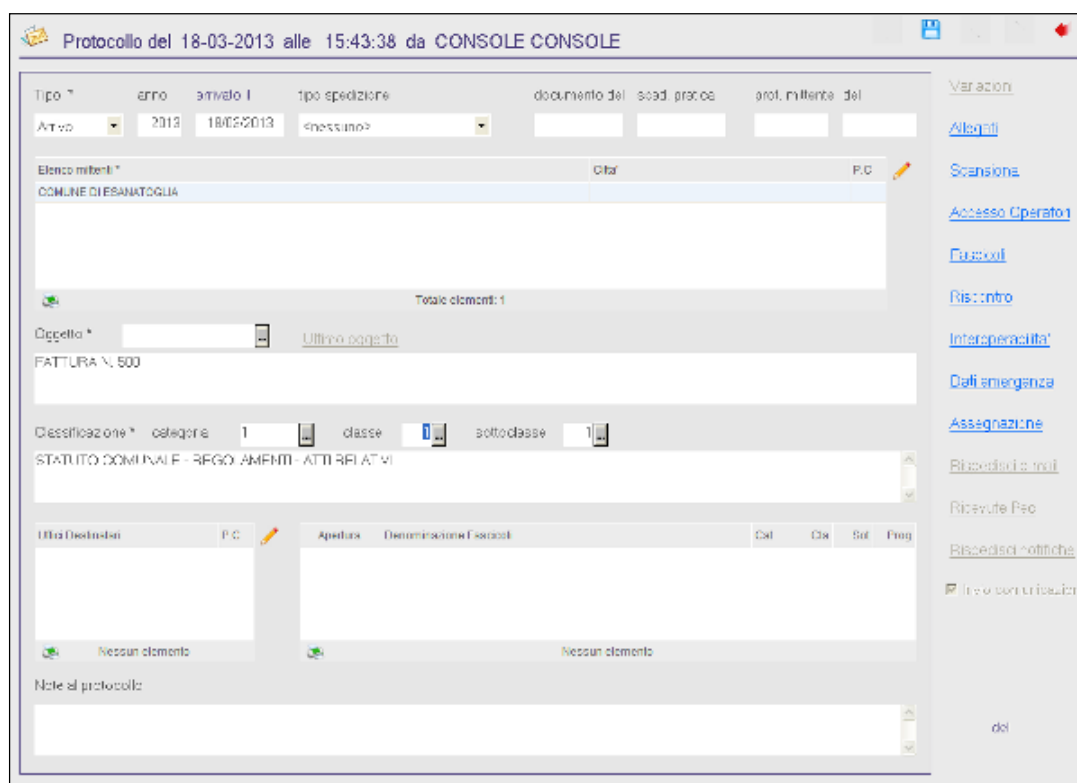 Protocollo del 18-03-2013 alle 15:43:38 da CONSOLE CONSOLE
Tipo * anno arrivato il tipo spedizione documento del scad. pratica prot. mittente del
Arrivo 2013 18/03/2013 <nessuno>
Elenco mittenti * Citta' P.C
COMUNE DI ESANATOGLIA
Totale elementi: 1
Oggetto * ... Ultimo oggetto
FATTURA N. 500
Classificazione * categoria 1 ... classe 1 ... sottoclasse 1 ...
STATUTO COMUNALE - REGOLAMENTI - ATTI RELATIVI
Uffici Destinatari P.C
Nessun elemento
Apertura Denominazione Fascicoli Cat Cla Sot Prog
Nessun elemento
Note al protocollo
Variazioni
Allegati
Scansione
Accesso Operatori
Fascicoli
Riscontro
Interoperabilita'
Dati emergenza
Assegnazione
Rispedisci e-mail
Ricevute Pec
Rispedisci notifiche
Invio comunicazion
del